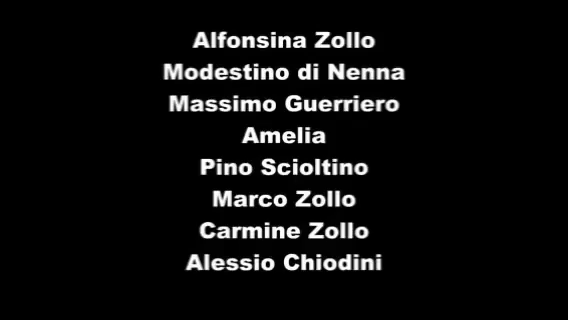 Alfonsina Zollo
Modestino di Nenna
Massimo Guerriero
Amelia
Pino Scioltino
Marco Zollo
Carmine Zollo
Alessio Chiodini